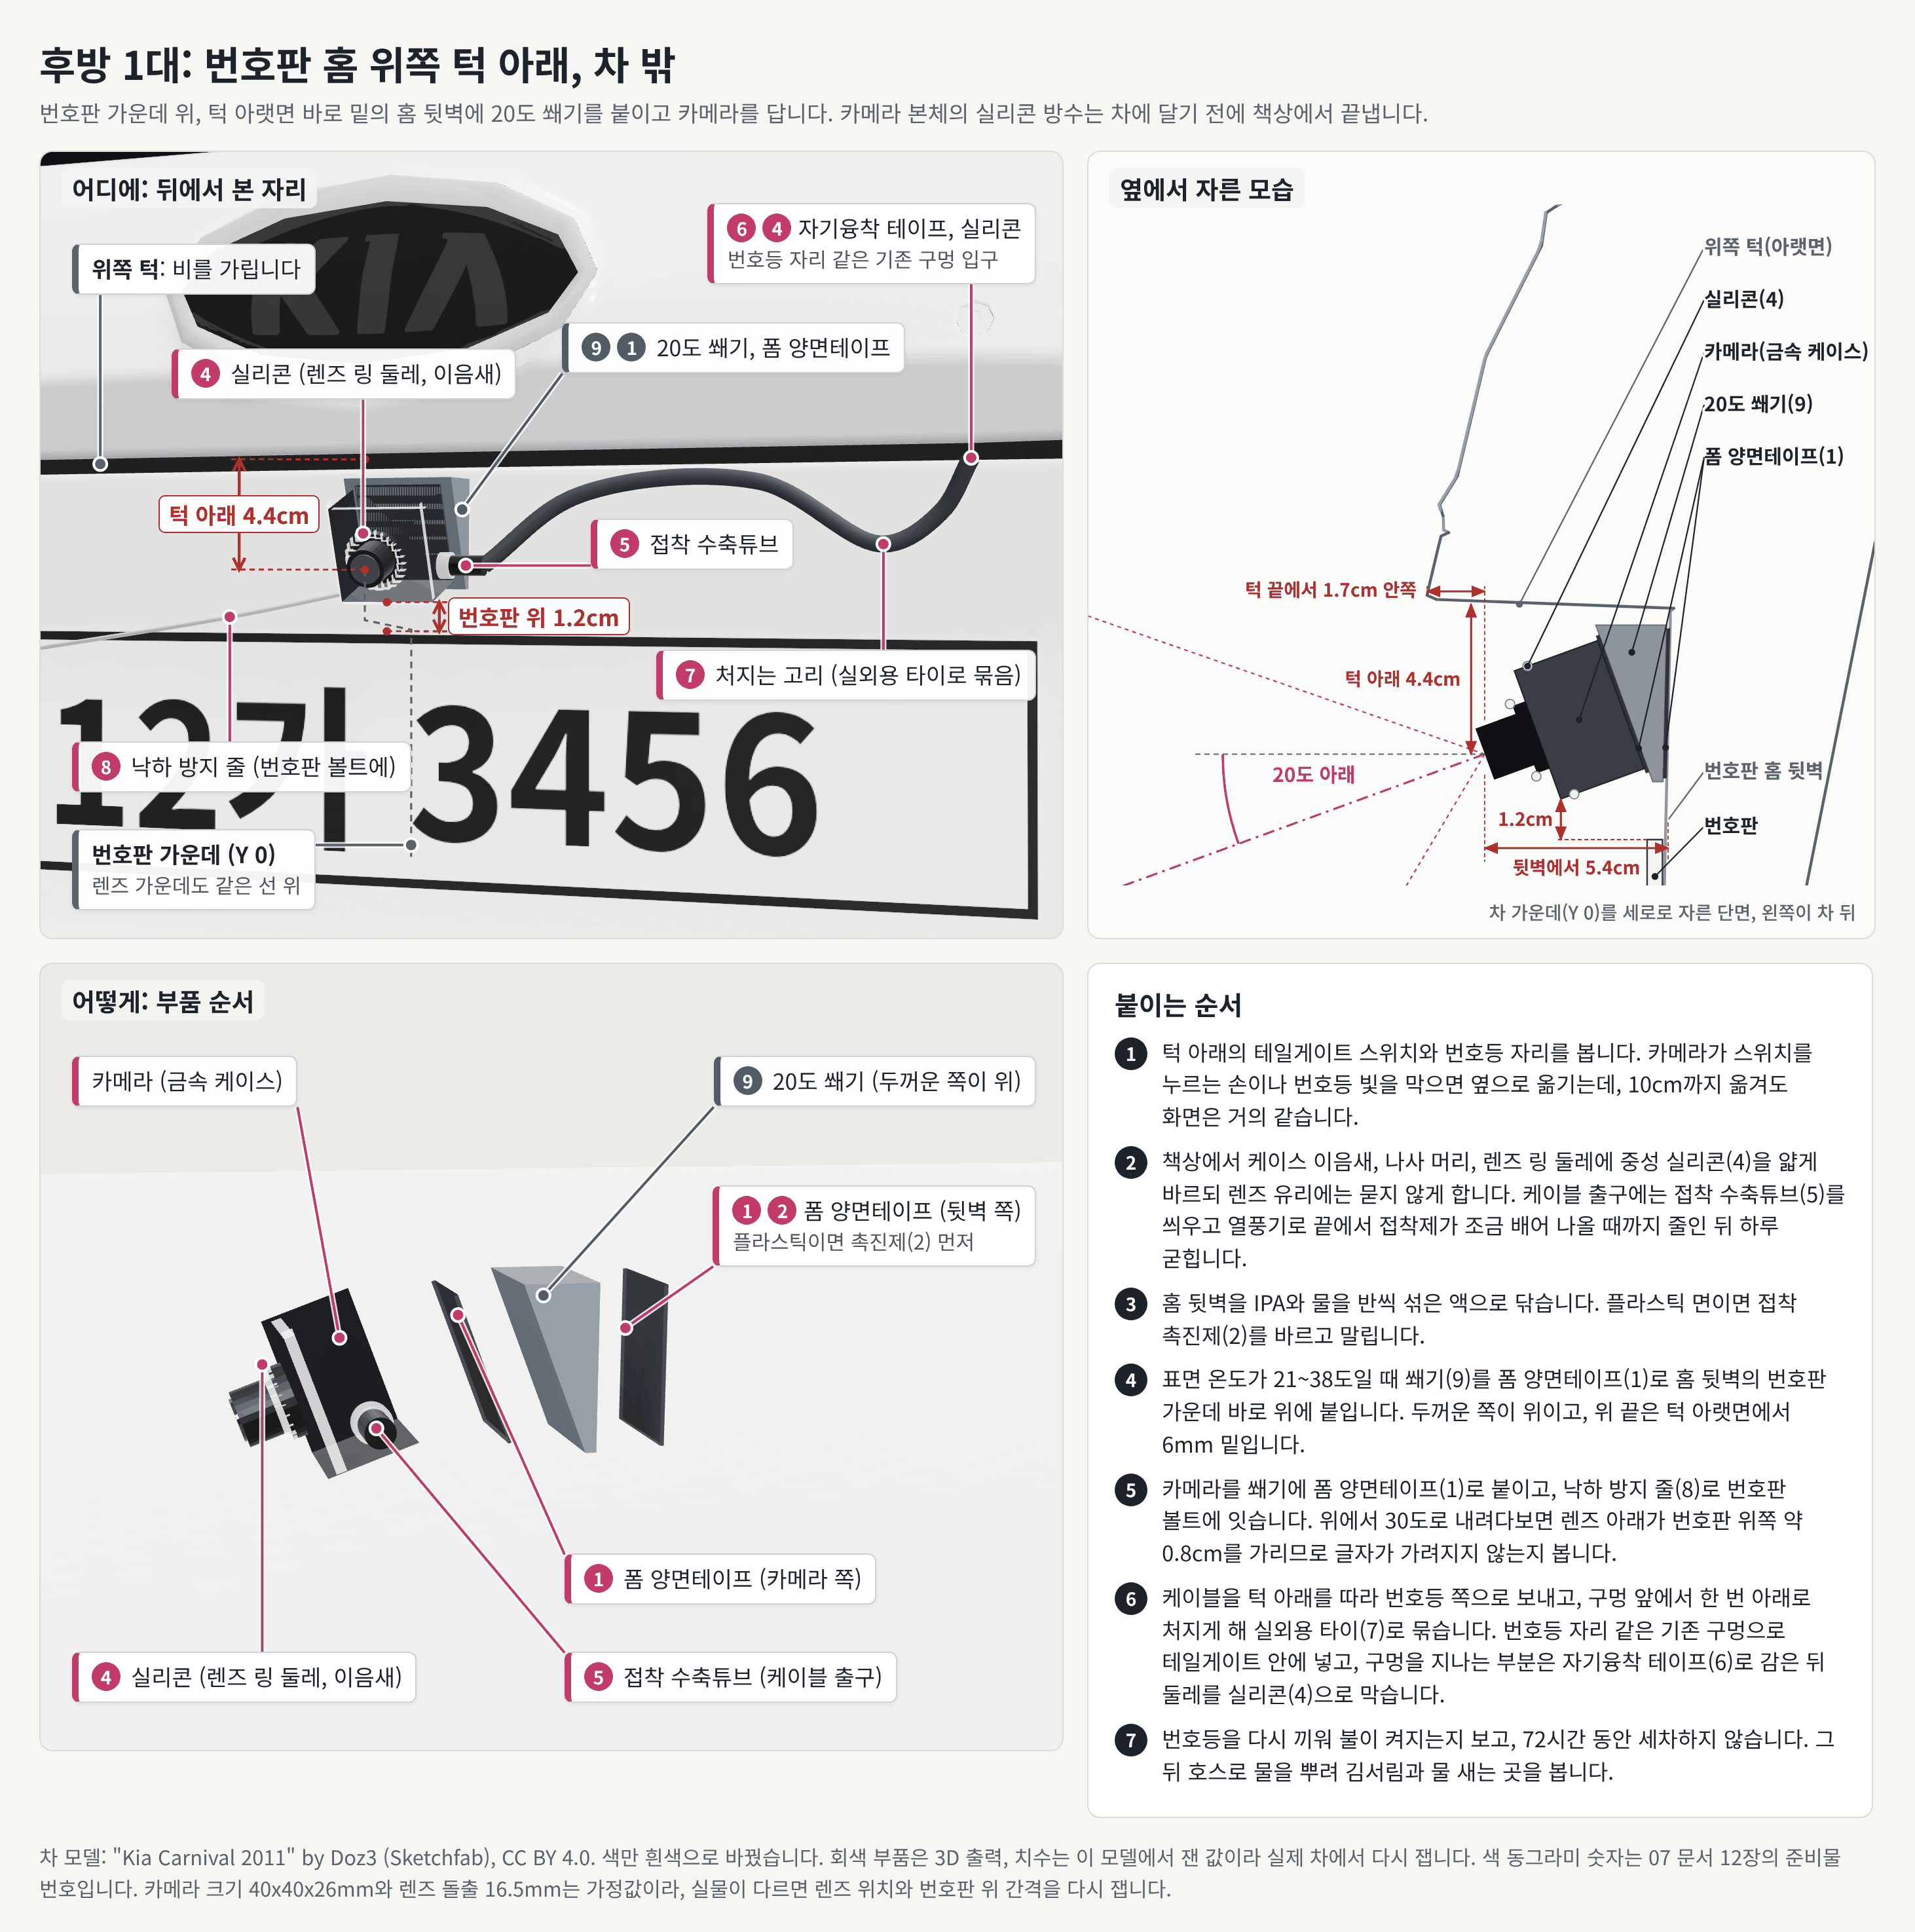 후방 1대: 번호판 홈 위쪽 턱 아래, 차 밖
번호판 가운데 위, 턱 아랫면 바로 밑의 홈 뒷벽에 20도 쐐기를 붙이고 카메라를 답니다. 카메라 본체의 실리콘 방수는 차에 달기 전에 책상에서 끝냅니다.
어디에: 뒤에서 본 자리
KIA
위쪽 턱: 비를 가립니다
6 4 자기융착 테이프, 실리콘
번호등 자리 같은 기존 구멍 입구
9 1 20도 쐐기, 폼 양면테이프
4 실리콘 (렌즈 링 둘레, 이음새)
턱 아래 4.4cm
5 접착 수축튜브
번호판 위 1.2cm
7 처지는 고리 (실외용 타이로 묶음)
12가 3456
8 낙하 방지 줄 (번호판 볼트에)
번호판 가운데 (Y 0)
렌즈 가운데도 같은 선 위
옆에서 자른 모습
위쪽 턱(아랫면)
실리콘(4)
카메라(금속 케이스)
20도 쐐기(9)
폼 양면테이프(1)
턱 끝에서 1.7cm 안쪽
턱 아래 4.4cm
20도 아래
번호판 홈 뒷벽
1.2cm
번호판
뒷벽에서 5.4cm
차 가운데(Y 0)를 세로로 자른 단면, 왼쪽이 차 뒤
어떻게: 부품 순서
카메라 (금속 케이스)
9 20도 쐐기 (두꺼운 쪽이 위)
1 2 폼 양면테이프 (뒷벽 쪽)
플라스틱이면 촉진제(2) 먼저
1 폼 양면테이프 (카메라 쪽)
4 실리콘 (렌즈 링 둘레, 이음새)
5 접착 수축튜브 (케이블 출구)
붙이는 순서
1 턱 아래의 테일게이트 스위치와 번호등 자리를 봅니다. 카메라가 스위치를
누르는 손이나 번호등 빛을 막으면 옆으로 옮기는데, 10cm까지 옮겨도
화면은 거의 같습니다.
2 책상에서 케이스 이음새, 나사 머리, 렌즈 링 둘레에 중성 실리콘(4)을 얇게
바르되 렌즈 유리에는 묻지 않게 합니다. 케이블 출구에는 접착 수축튜브(5)를
씌우고 열풍기로 끝에서 접착제가 조금 배어 나올 때까지 줄인 뒤 하루
굳힙니다.
3 홈 뒷벽을 IPA와 물을 반씩 섞은 액으로 닦습니다. 플라스틱 면이면 접착
촉진제(2)를 바르고 말립니다.
4 표면 온도가 21~38도일 때 쐐기(9)를 폼 양면테이프(1)로 홈 뒷벽의 번호판
가운데 바로 위에 붙입니다. 두꺼운 쪽이 위이고, 위 끝은 턱 아랫면에서
6mm 밑입니다.
5 카메라를 쐐기에 폼 양면테이프(1)로 붙이고, 낙하 방지 줄(8)로 번호판
볼트에 잇습니다. 위에서 30도로 내려다보면 렌즈 아래가 번호판 위쪽 약
0.8cm를 가리므로 글자가 가려지지 않는지 봅니다.
6 케이블을 턱 아래를 따라 번호등 쪽으로 보내고, 구멍 앞에서 한 번 아래로
처지게 해 실외용 타이(7)로 묶습니다. 번호등 자리 같은 기존 구멍으로
테일게이트 안에 넣고, 구멍을 지나는 부분은 자기융착 테이프(6)로 감은 뒤
둘레를 실리콘(4)으로 막습니다.
7 번호등을 다시 끼워 불이 켜지는지 보고, 72시간 동안 세차하지 않습니다. 그
뒤 호스로 물을 뿌려 김서림과 물 새는 곳을 봅니다.
차 모델: "Kia Carnival 2011" by Doz3 (Sketchfab), CC BY 4.0. 색만 흰색으로 바꿨습니다. 회색 부품은 3D 출력, 치수는 이 모델에서 잰 값이라 실제 차에서 다시 잽니다. 색 동그라미 숫자는 07 문서 12장의 준비물
번호입니다. 카메라 크기 40x40x26mm와 렌즈 돌출 16.5mm는 가정값이라, 실물이 다르면 렌즈 위치와 번호판 위 간격을 다시 잽니다.